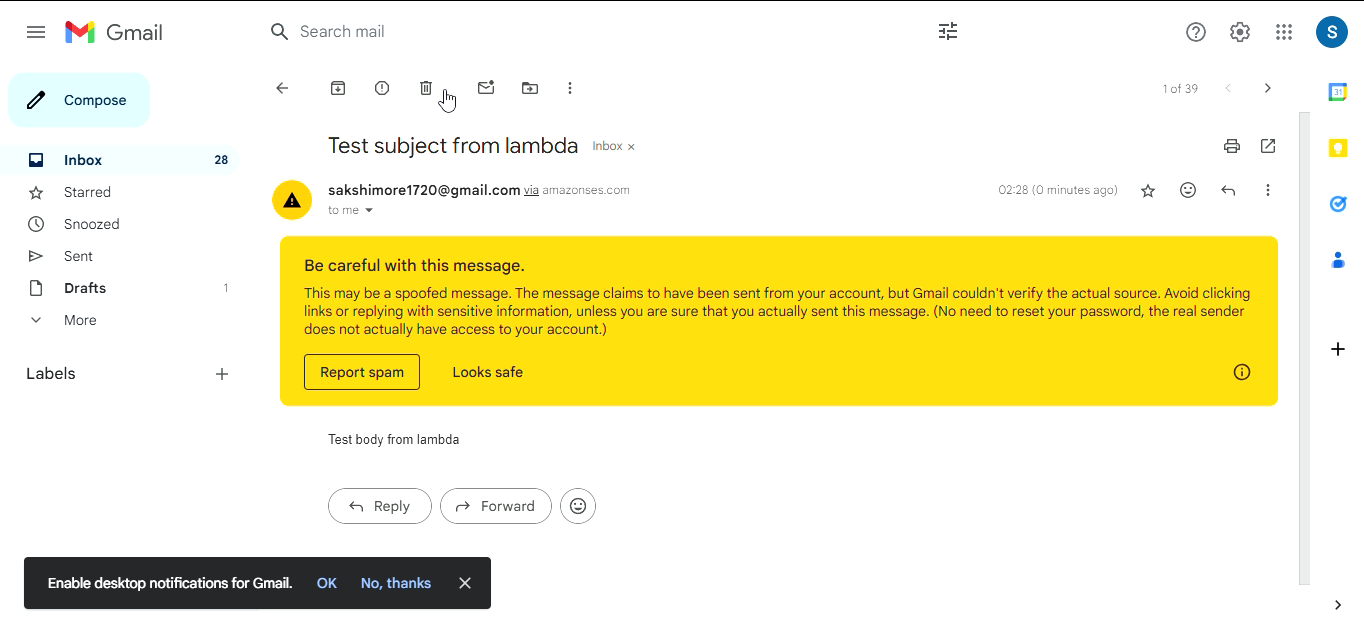 Gmail
Search mail
S
Compose
1 of 39
31
Test subject from lambda Inbox ×
Inbox 28
sakshimore1720@gmail.com via amazonses.com 02:28 (0 minutes ago)
to me
Starred
Snoozed
Sent
Drafts 1
More
Labels
Be careful with this message.
This may be a spoofed message. The message claims to have been sent from your account, but Gmail couldn't verify the actual source. Avoid clicking
links or replying with sensitive information, unless you are sure that you actually sent this message. (No need to reset your password, the real sender
does not actually have access to your account.)
Report spam Looks safe
Test body from lambda
Reply Forward
Enable desktop notifications for Gmail. OK No, thanks